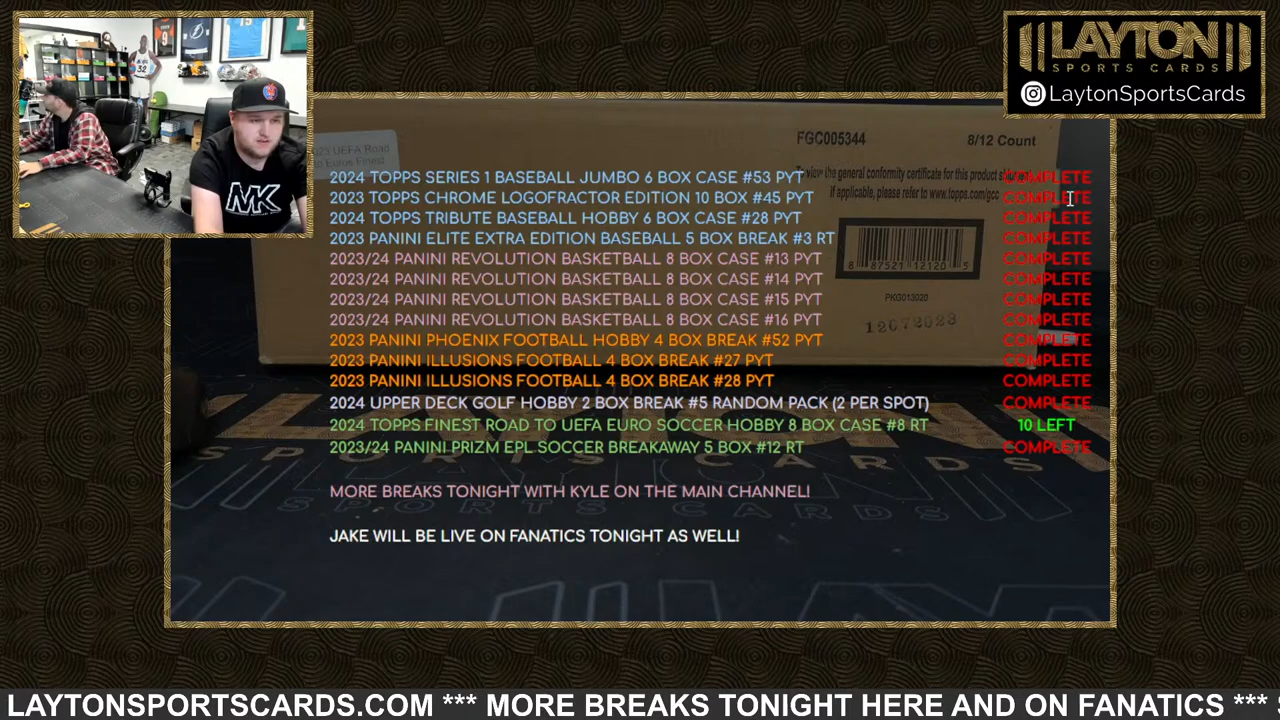 LAYTON
SPORTS CARDS
LaytonSportsCards
FGC005344
8/12 Count
2024 TOPPS SERIES 1 BASEBALL JUMBO 6 BOX CASE #53 PYT COMPLETE
2023 TOPPS CHROME LOGOFRACTOR EDITION 10 BOX #45 PYT COMPLETE
2024 TOPPS TRIBUTE BASEBALL HOBBY 6 BOX CASE #28 PYT COMPLETE
2023 PANINI ELITE EXTRA EDITION BASEBALL 5 BOX BREAK #3 RT COMPLETE
2023/24 PANINI REVOLUTION BASKETBALL 8 BOX CASE #13 PYT COMPLETE
2023/24 PANINI REVOLUTION BASKETBALL 8 BOX CASE #14 PYT COMPLETE
2023/24 PANINI REVOLUTION BASKETBALL 8 BOX CASE #15 PYT COMPLETE
2023/24 PANINI REVOLUTION BASKETBALL 8 BOX CASE #16 PYT COMPLETE
2023 PANINI PHOENIX FOOTBALL HOBBY 4 BOX BREAK #52 PYT COMPLETE
2023 PANINI ILLUSIONS FOOTBALL 4 BOX BREAK #27 PYT COMPLETE
2023 PANINI ILLUSIONS FOOTBALL 4 BOX BREAK #28 PYT COMPLETE
2024 UPPER DECK GOLF HOBBY 2 BOX BREAK #5 RANDOM PACK (2 PER SPOT) COMPLETE
2024 TOPPS FINEST ROAD TO UEFA EURO SOCCER HOBBY 8 BOX CASE #8 RT 10 LEFT
2023/24 PANINI PRIZM EPL SOCCER BREAKAWAY 5 BOX #12 RT COMPLETE
MORE BREAKS TONIGHT WITH KYLE ON THE MAIN CHANNEL!
JAKE WILL BE LIVE ON FANATICS TONIGHT AS WELL!
PKG013020
12072023
MK
LAYTONSPORTSCARDS.COM *** MORE BREAKS TONIGHT HERE AND ON FANATICS ***